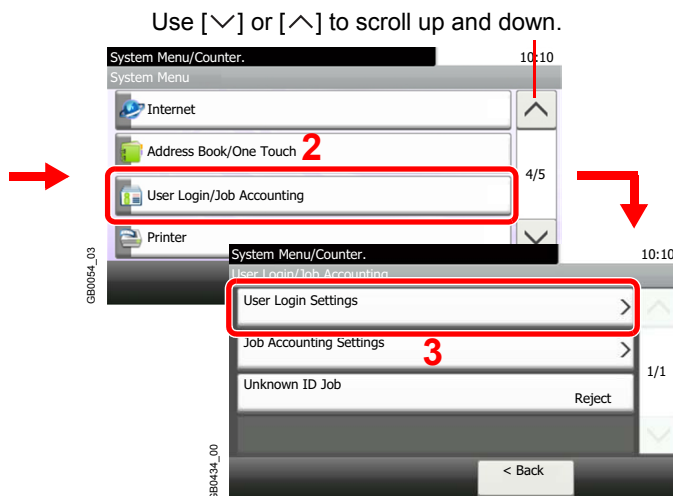 Use [∨] or [∧] to scroll up and down.
System Menu/Counter. 10:10
System Menu
Internet
Address Book/One Touch
2
4/5
User Login/Job Accounting
Printer
GB0054_03
System Menu/Counter. 10:10
User Login/Job Accounting
User Login Settings
Job Accounting Settings
3
1/1
Unknown ID Job
Reject
GB0434_00
< Back